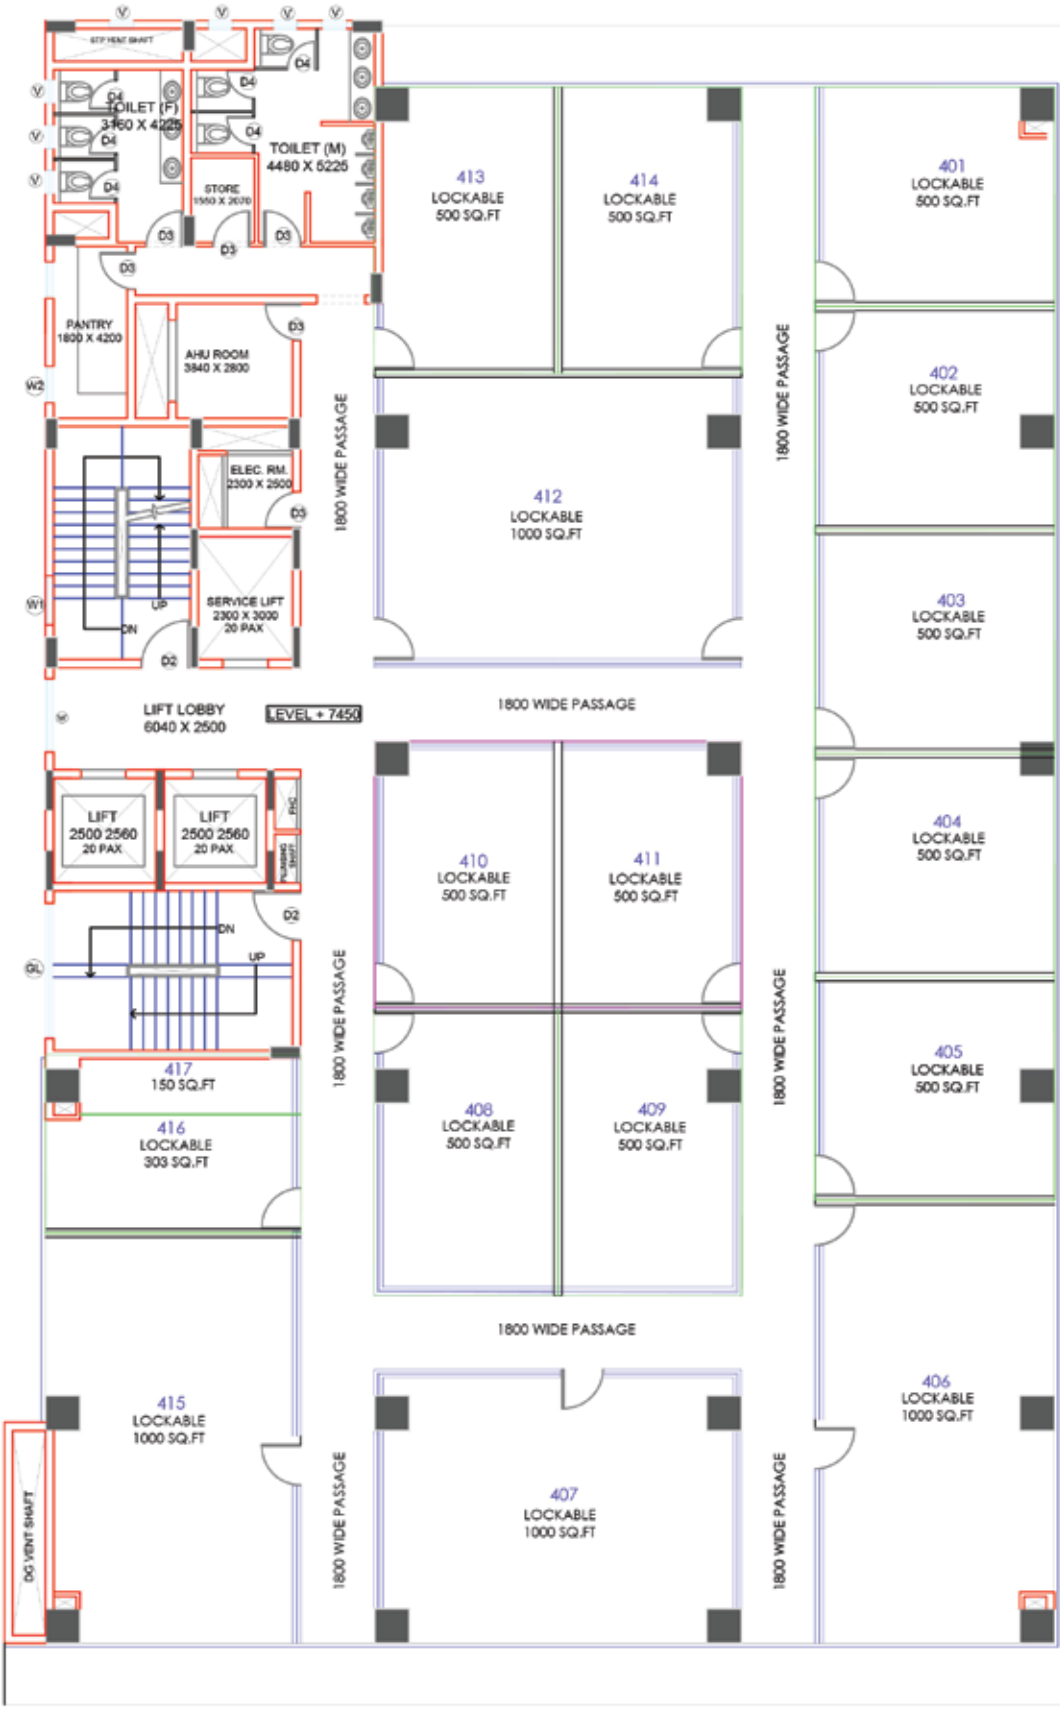 V
V
V
V
STP VENT SHAFT
D4
V
D4
D4
TOILET (F)
3160 X 4225
V
D4
D4
TOILET (M)
4480 X 5225
V
D4
STORE
1550 X 2020
D3
D3
D3
D3
PANTRY
1800 X 4200
AHU ROOM
3840 X 2800
D3
W2
ELEC. RM.
2300 X 2500
D3
W1
UP
DN
D2
SERVICE LIFT
2300 X 3000
20 PAX
LIFT LOBBY
6040 X 2500
LEVEL + 7450
LIFT
2500 2560
20 PAX
LIFT
2500 2560
20 PAX
FHC
PLUMBING
SHAFT
D2
DN
UP
GL
417
150 SQ.FT
416
LOCKABLE
303 SQ.FT
415
LOCKABLE
1000 SQ.FT
DG VENT SHAFT
1800 WIDE PASSAGE
1800 WIDE PASSAGE
1800 WIDE PASSAGE
413
LOCKABLE
500 SQ.FT
414
LOCKABLE
500 SQ.FT
412
LOCKABLE
1000 SQ.FT
1800 WIDE PASSAGE
410
LOCKABLE
500 SQ.FT
411
LOCKABLE
500 SQ.FT
408
LOCKABLE
500 SQ.FT
409
LOCKABLE
500 SQ.FT
1800 WIDE PASSAGE
407
LOCKABLE
1000 SQ.FT
1800 WIDE PASSAGE
1800 WIDE PASSAGE
1800 WIDE PASSAGE
401
LOCKABLE
500 SQ.FT
402
LOCKABLE
500 SQ.FT
403
LOCKABLE
500 SQ.FT
404
LOCKABLE
500 SQ.FT
405
LOCKABLE
500 SQ.FT
406
LOCKABLE
1000 SQ.FT